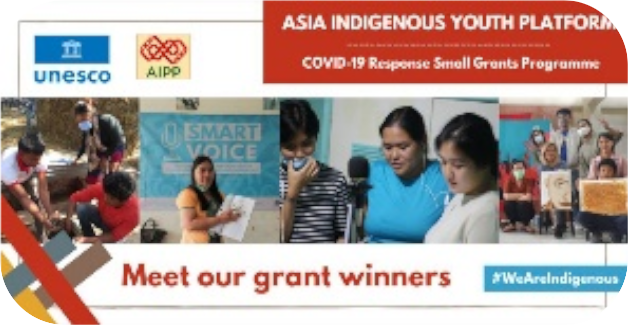 ASIA INDIGENOUS YOUTH PLATFORM
COVID-19 Response Small Grants Programme
unesco
AIPP
SMART
VOICE
Meet our grant winners
#WeAreIndigenous